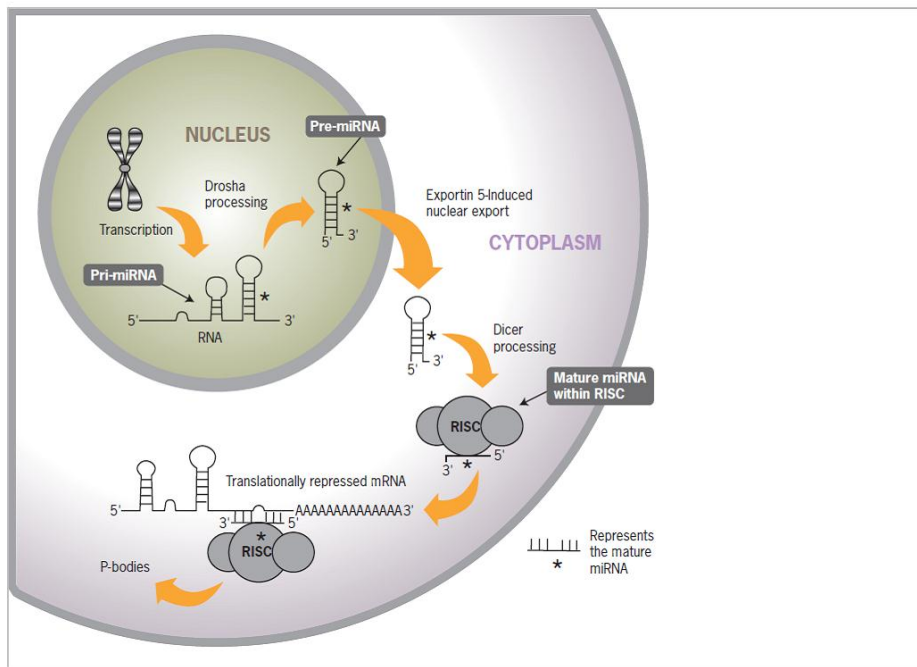 NUCLEUS
Pre-miRNA
Drosha
processing
Exportin 5-Induced
nuclear export
*
5' 3'
Transcription
CYTOPLASM
Pri-miRNA
*
5' 3'
RNA
*
5' 3'
Dicer
processing
Mature miRNA
within RISC
RISC
3' * 5'
Translationally repressed mRNA
5' AAAAAAAAAAAAAA 3'
3' 5'
*
RISC
P-bodies
Represents
the mature
miRNA
*